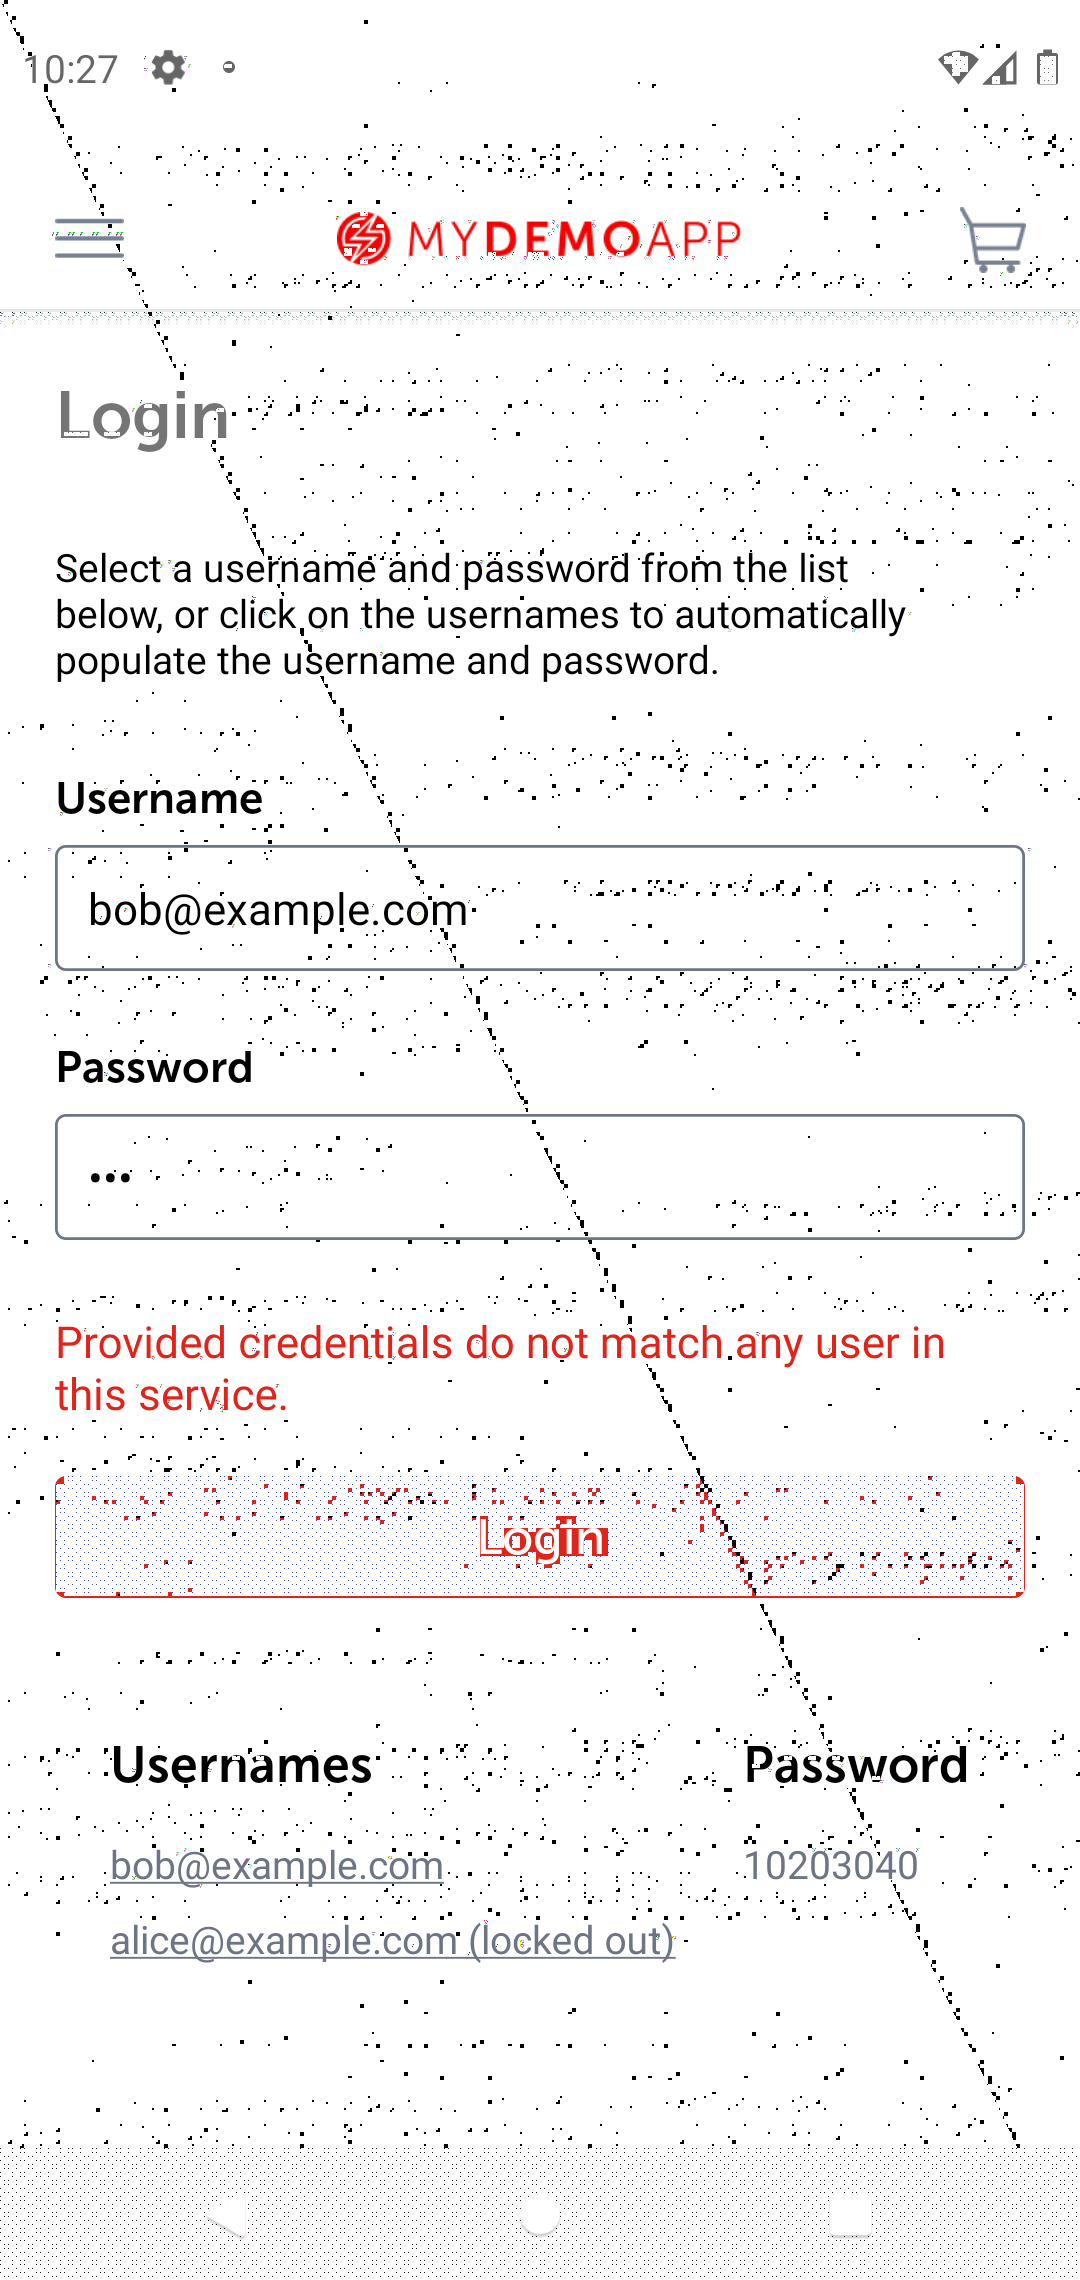 10:27
MYDEMOAPP
Login
Select a username and password from the list
below, or click on the usernames to automatically
populate the username and password.
Username
bob@example.com
Password
•••
Provided credentials do not match any user in
this service.
Login
Usernames Password
bob@example.com 10203040
alice@example.com (locked out)